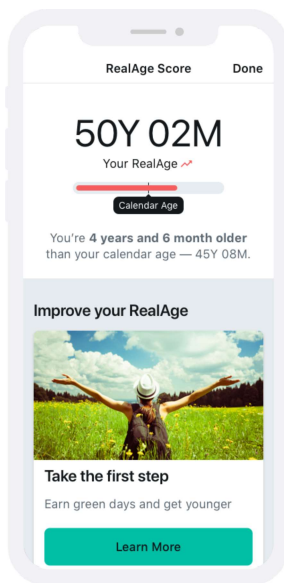 RealAge Score Done
50Y 02M
Your RealAge
Calendar Age
You're 4 years and 6 month older
than your calendar age — 45Y 08M.
Improve your RealAge
Take the first step
Earn green days and get younger
Learn More